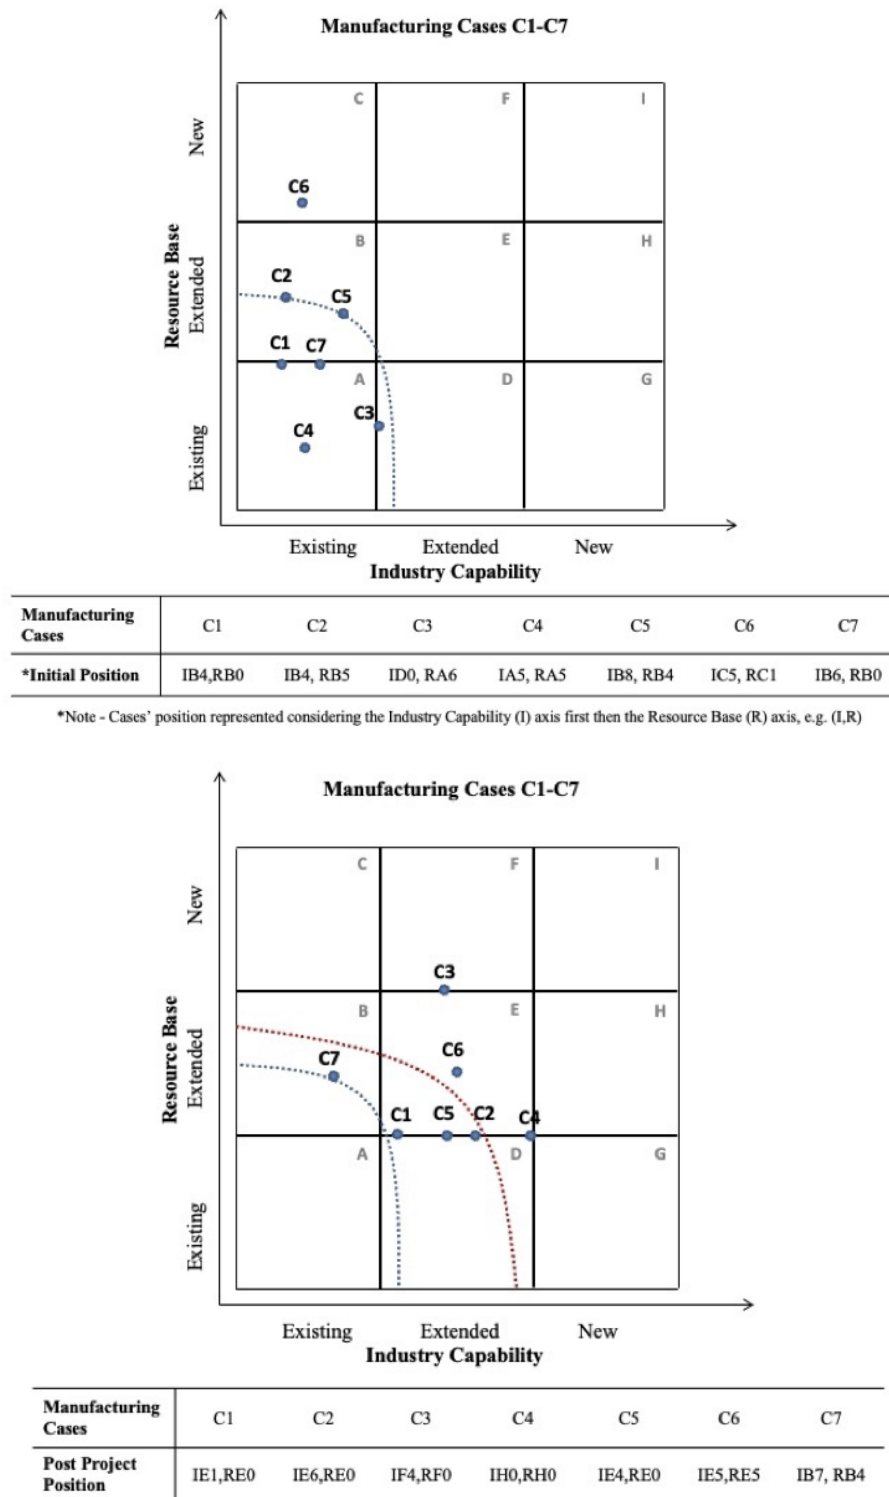 Manufacturing Cases C1-C7
C
F
I
New
C6
B
E
H
Resource Base
Extended
C2
C5
C1
C7
A
D
G
C3
C4
Existing
Existing
Extended
New
Industry Capability
Manufacturing Cases C1 C2 C3 C4 C5 C6 C7
*Initial Position IB4,RB0 IB4, RB5 ID0, RA6 IA5, RA5 IB8, RB4 IC5, RC1 IB6, RB0
*Note - Cases' position represented considering the Industry Capability (I) axis first then the Resource Base (R) axis, e.g. (I,R)
Manufacturing Cases C1-C7
C
F
I
New
C3
B
E
H
Resource Base
Extended
C7
C6
C1
C5
C2
C4
A
D
G
Existing
Existing
Extended
New
Industry Capability
Manufacturing Cases C1 C2 C3 C4 C5 C6 C7
Post Project Position IE1,RE0 IE6,RE0 IF4,RF0 IH0,RH0 IE4,RE0 IE5,RE5 IB7, RB4